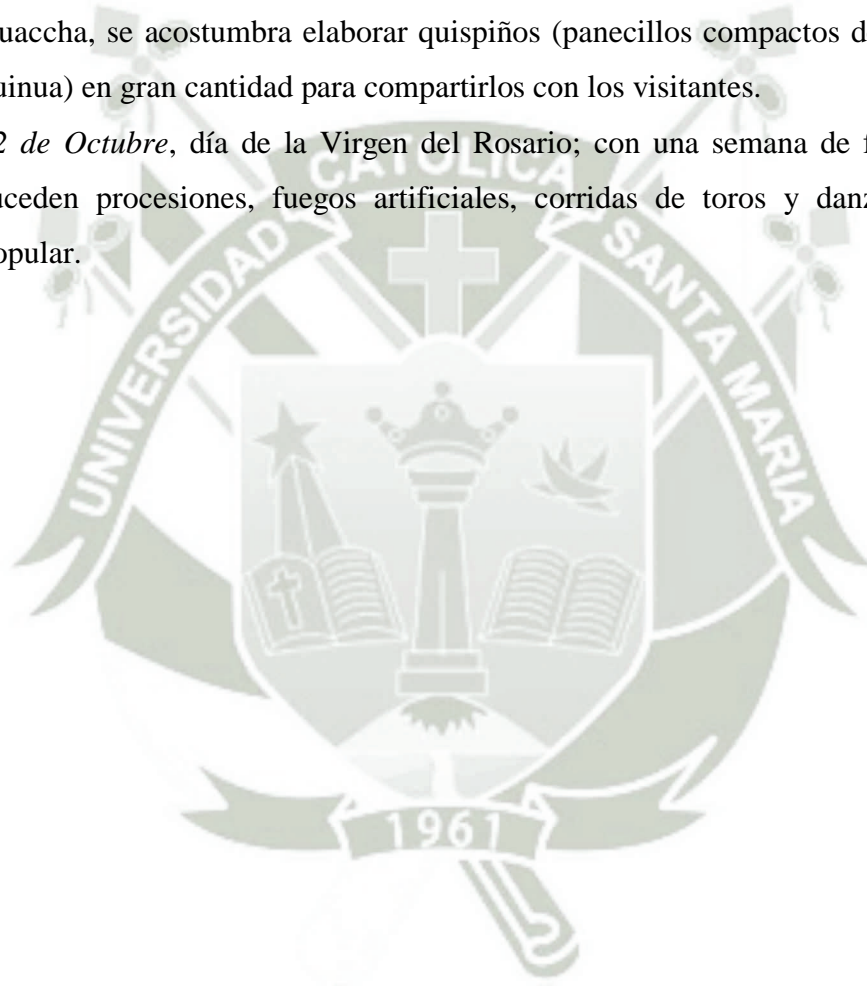 uaccha, se acostumbra elaborar quispiños (panecillos compactos d
uinua) en gran cantidad para compartirlos con los visitantes.
2 de Octubre, día de la Virgen del Rosario; con una semana de f
uceden procesiones, fuegos artificiales, corridas de toros y danz
opular.
UNIVERSIDAD CATOLICA SANTA MARIA
1961